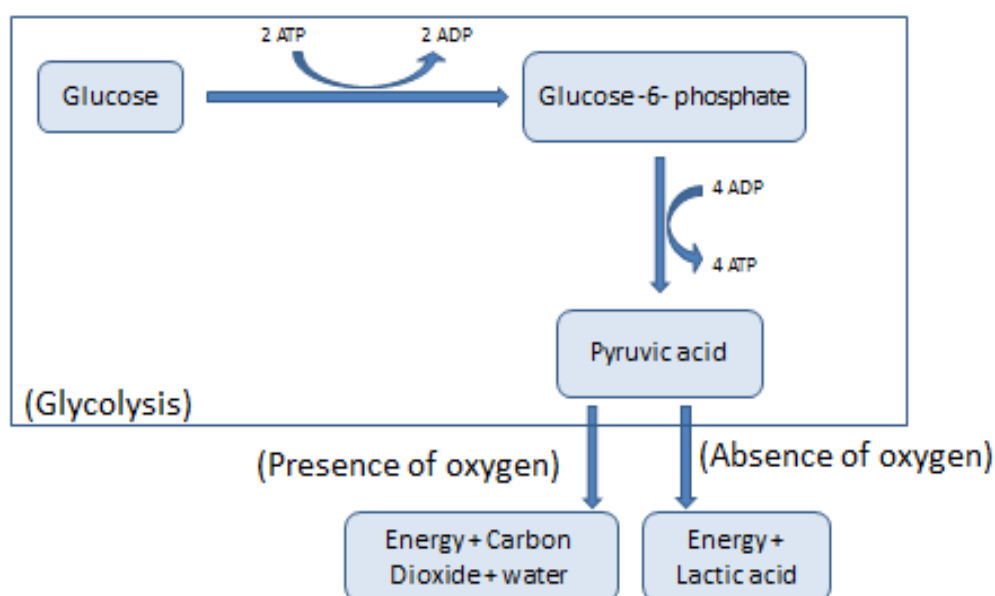 2 ATP
2 ADP
Glucose
Glucose -6- phosphate
4 ADP
4 ATP
Pyruvic acid
(Glycolysis)
(Presence of oxygen)
(Absence of oxygen)
Energy + Carbon
Dioxide + water
Energy +
Lactic acid